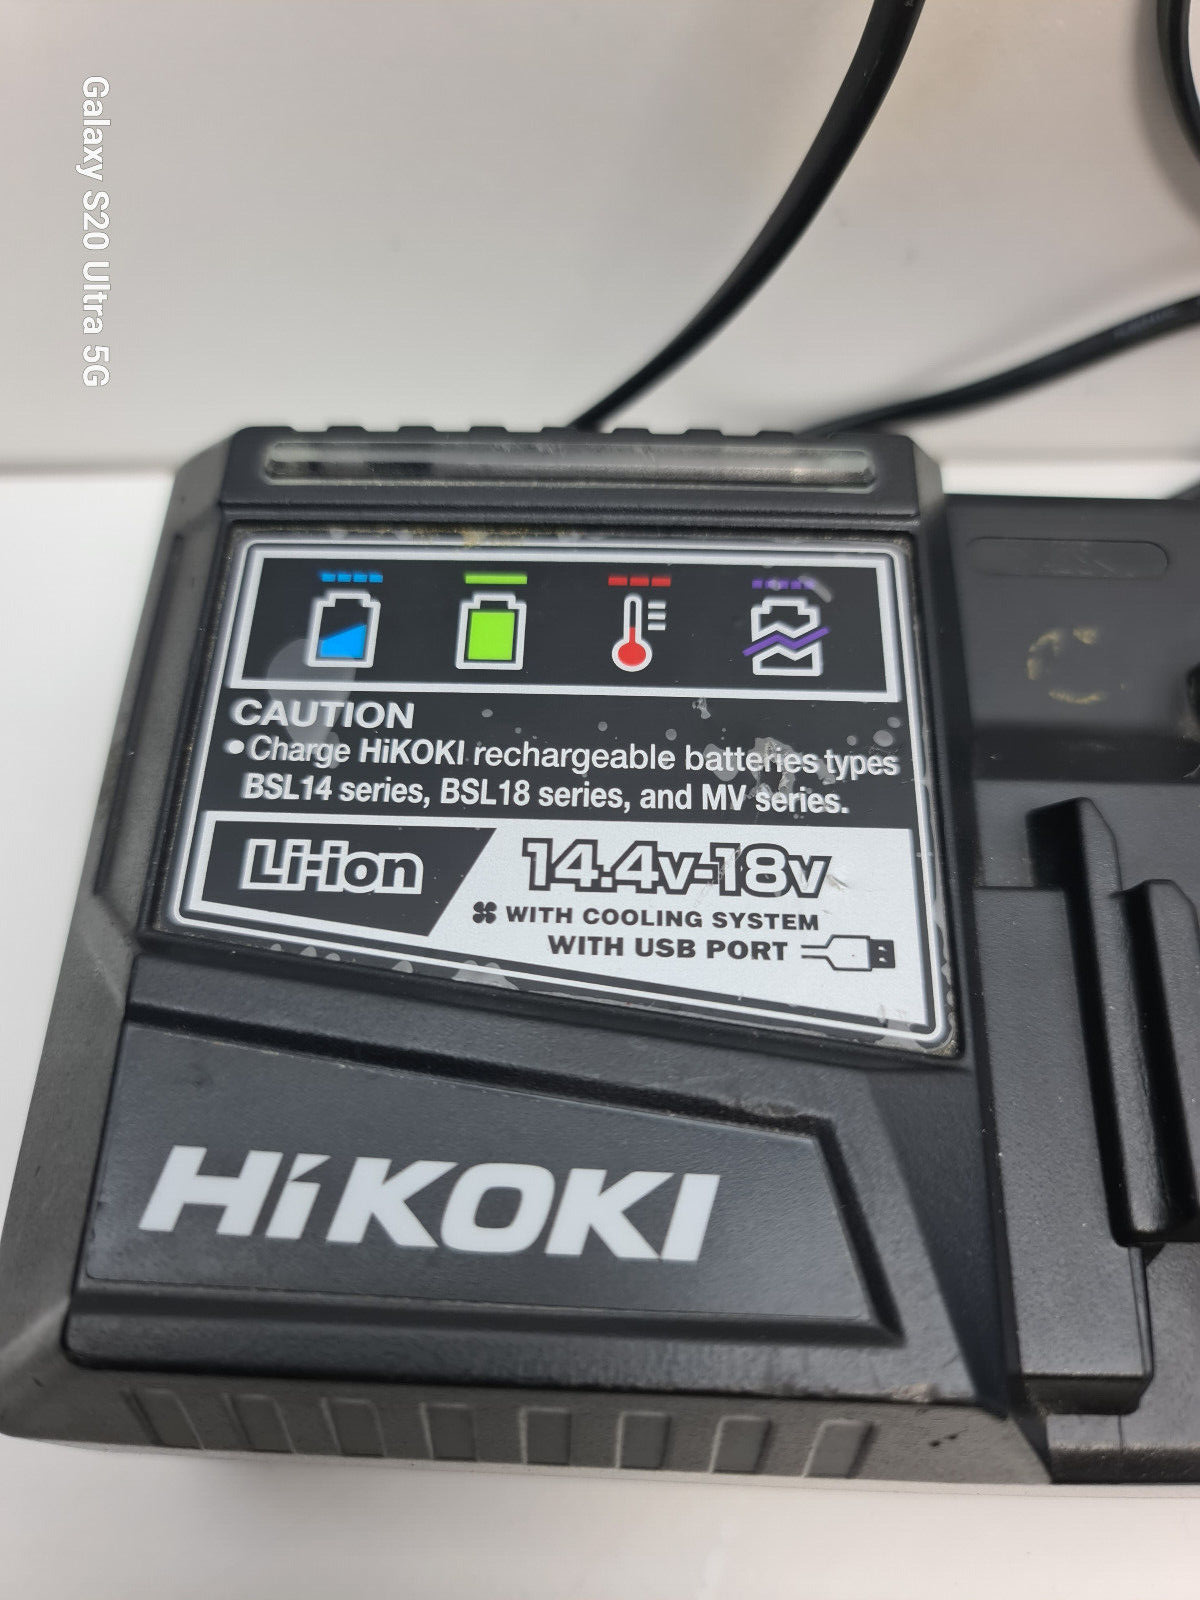 Galaxy S20 Ultra 5G
CAUTION
•Charge HiKOKI rechargeable batteries types
BSL14 series, BSL18 series, and MV series.
Li-ion
14.4v-18v
WITH COOLING SYSTEM
WITH USB PORT
HiKOKI